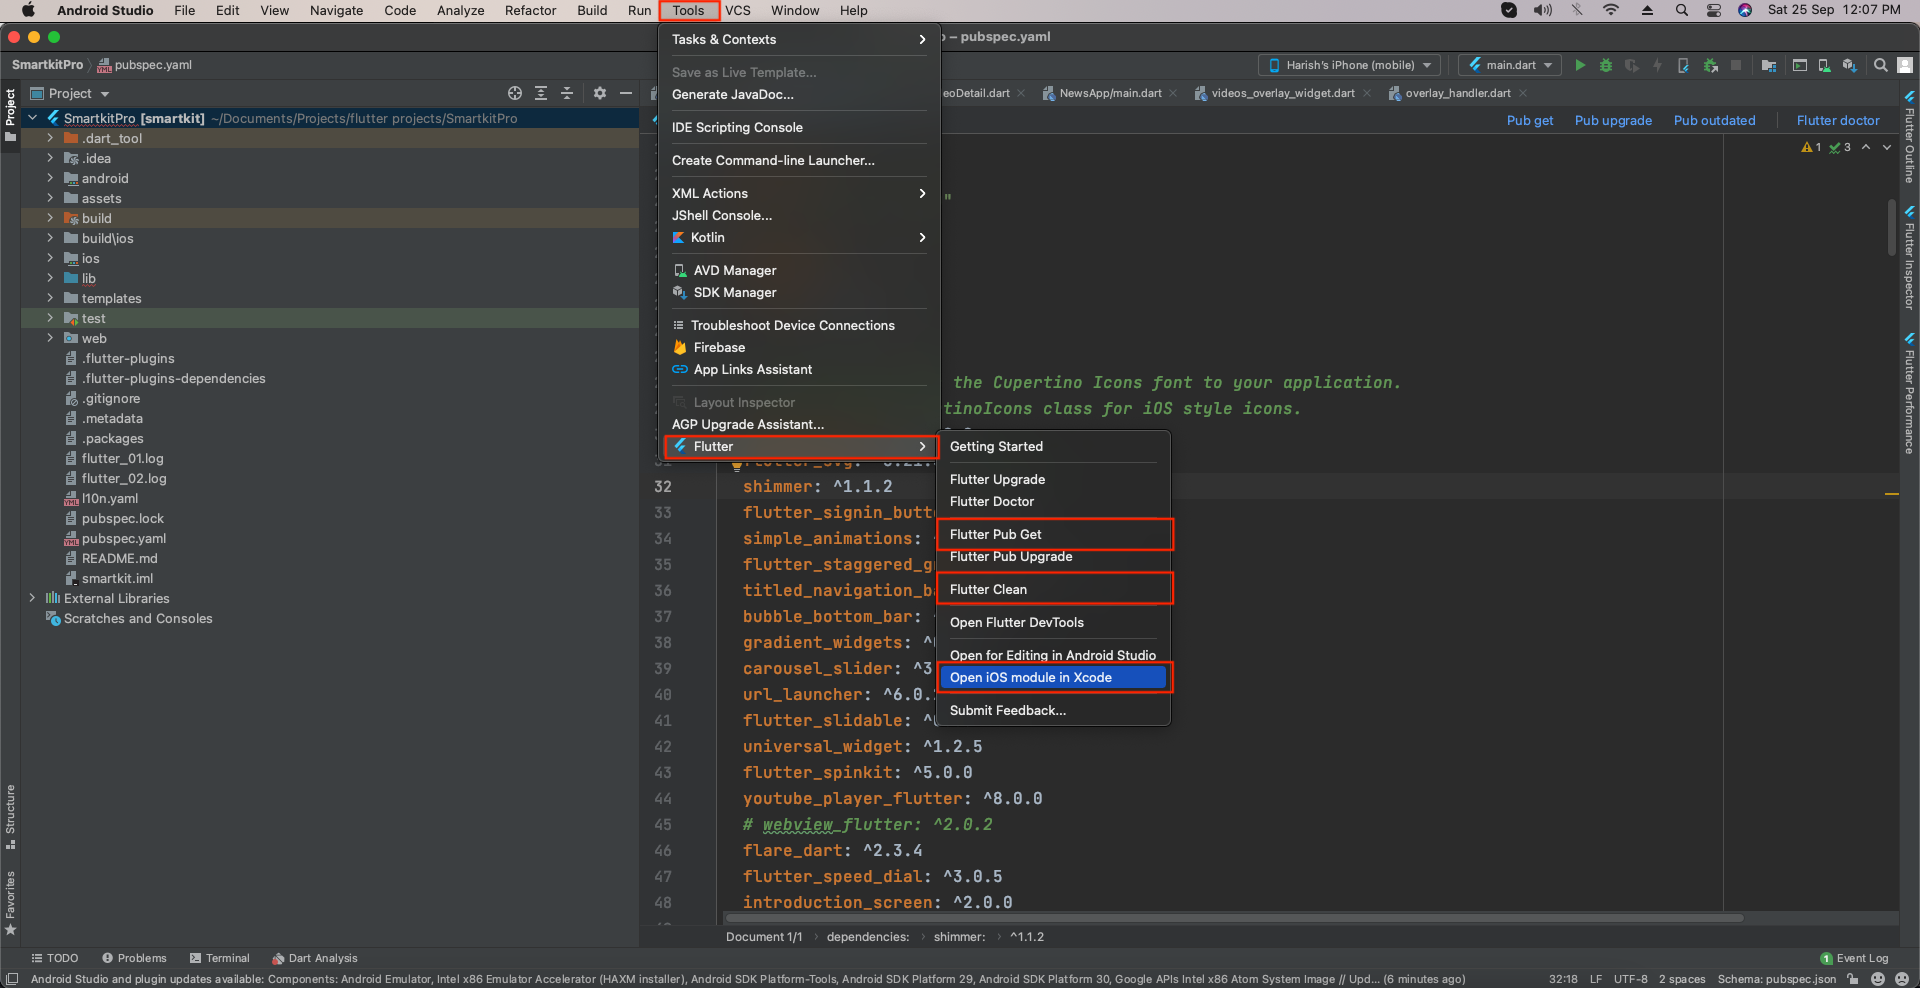 Android Studio File Edit View Navigate Code Analyze Refactor Build Run Tools VCS Window Help Sat 25 Sep 12:07 PM
– pubspec.yaml
SmartkitPro pubspec.yaml
Harish's iPhone (mobile) main.dart
Project
Project
eoDetail.dart NewsApp/main.dart videos_overlay_widget.dart overlay_handler.dart
Pub get Pub upgrade Pub outdated Flutter doctor
1 3
SmartkitPro [smartkit] ~/Documents/Projects/flutter projects/SmartkitPro
.dart_tool
.idea
android
assets
build
build\ios
ios
lib
templates
test
web
.flutter-plugins
.flutter-plugins-dependencies
.gitignore
.metadata
.packages
flutter_01.log
flutter_02.log
l10n.yaml
pubspec.lock
pubspec.yaml
README.md
smartkit.iml
External Libraries
Scratches and Consoles
Tasks & Contexts
Save as Live Template...
Generate JavaDoc...
IDE Scripting Console
Create Command-line Launcher...
XML Actions
JShell Console...
Kotlin
AVD Manager
SDK Manager
Troubleshoot Device Connections
Firebase
App Links Assistant
Layout Inspector
AGP Upgrade Assistant...
Flutter
Getting Started
Flutter Upgrade
Flutter Doctor
Flutter Pub Get
Flutter Pub Upgrade
Flutter Clean
Open Flutter DevTools
Open for Editing in Android Studio
Open iOS module in Xcode
Submit Feedback...
"
the Cupertino Icons font to your application.
tinoIcons class for iOS style icons.
32 shimmer: ^1.1.2
33 flutter_signin_butt
34 simple_animations:
35 flutter_staggered_g
36 titled_navigation_b
37 bubble_bottom_bar:
38 gradient_widgets: ^
39 carousel_slider: ^3
40 url_launcher: ^6.0.
41 flutter_slidable: ^
42 universal_widget: ^1.2.5
43 flutter_spinkit: ^5.0.0
44 youtube_player_flutter: ^8.0.0
45 # webview_flutter: ^2.0.2
46 flare_dart: ^2.3.4
47 flutter_speed_dial: ^3.0.5
48 introduction_screen: ^2.0.0
Document 1/1 dependencies: shimmer: ^1.1.2
Flutter Outline
Flutter Inspector
Flutter Performance
Structure
Favorites
TODO Problems Terminal Dart Analysis 1 Event Log
Android Studio and plugin updates available: Components: Android Emulator, Intel x86 Emulator Accelerator (HAXM installer), Android SDK Platform-Tools, Android SDK Platform 29, Android SDK Platform 30, Google APIs Intel x86 Atom System Image // Upd... (6 minutes ago) 32:18 LF UTF-8 2 spaces Schema: pubspec.json